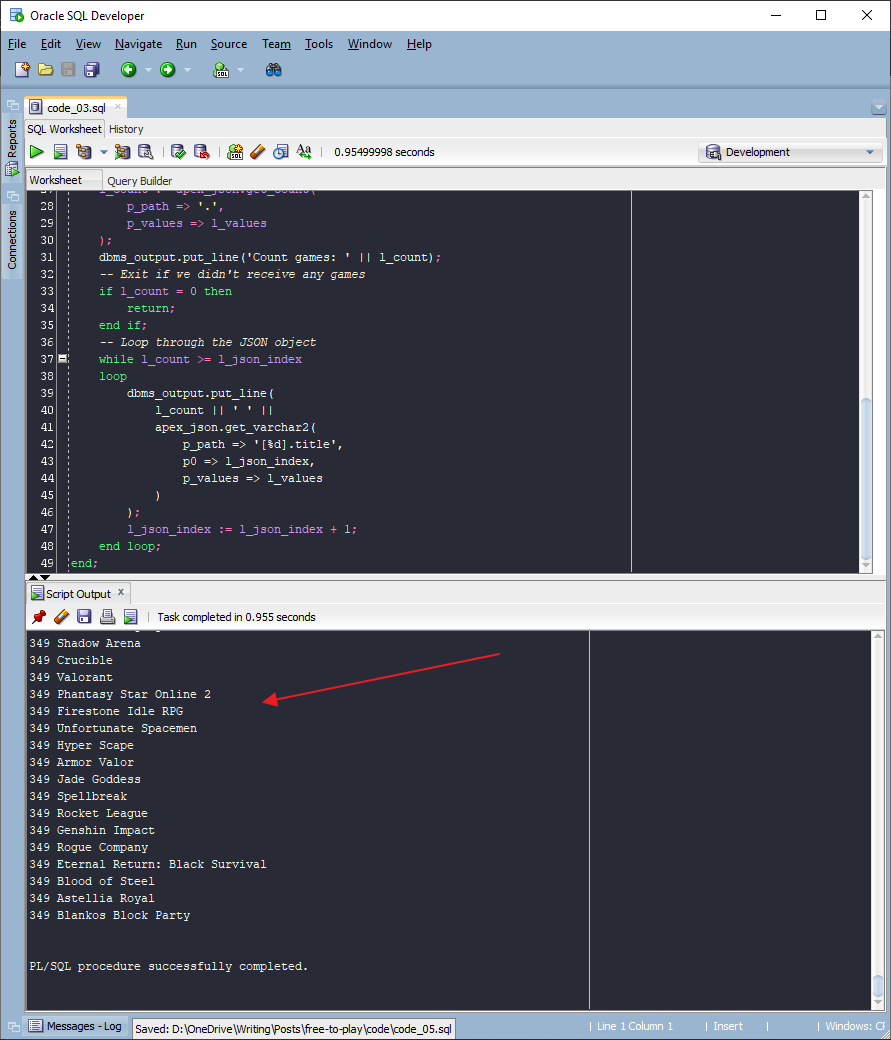 Oracle SQL Developer
File Edit View Navigate Run Source Team Tools Window Help
Reports
Connections
code_03.sql
SQL Worksheet History
0.95499998 seconds
Development
Worksheet Query Builder
28 p_path => '.',
29 p_values => l_values
30 );
31 dbms_output.put_line('Count games: ' || l_count);
32 -- Exit if we didn't receive any games
33 if l_count = 0 then
34 return;
35 end if;
36 -- Loop through the JSON object
37 while l_count >= l_json_index
38 loop
39 dbms_output.put_line(
40 l_count || ' ' ||
41 apex_json.get_varchar2(
42 p_path => '[%d].title',
43 p0 => l_json_index,
44 p_values => l_values
45 )
46 );
47 l_json_index := l_json_index + 1;
48 end loop;
49 end;
Script Output x
Task completed in 0.955 seconds
349 Shadow Arena
349 Crucible
349 Valorant
349 Phantasy Star Online 2
349 Firestone Idle RPG
349 Unfortunate Spacemen
349 Hyper Scape
349 Armor Valor
349 Jade Goddess
349 Spellbreak
349 Rocket League
349 Genshin Impact
349 Rogue Company
349 Eternal Return: Black Survival
349 Blood of Steel
349 Astellia Royal
349 Blankos Block Party
PL/SQL procedure successfully completed.
Messages - Log
Saved: D:\OneDrive\Writing\Posts\free-to-play\code\code_05.sql
Line 1 Column 1 | Insert | | Windows: